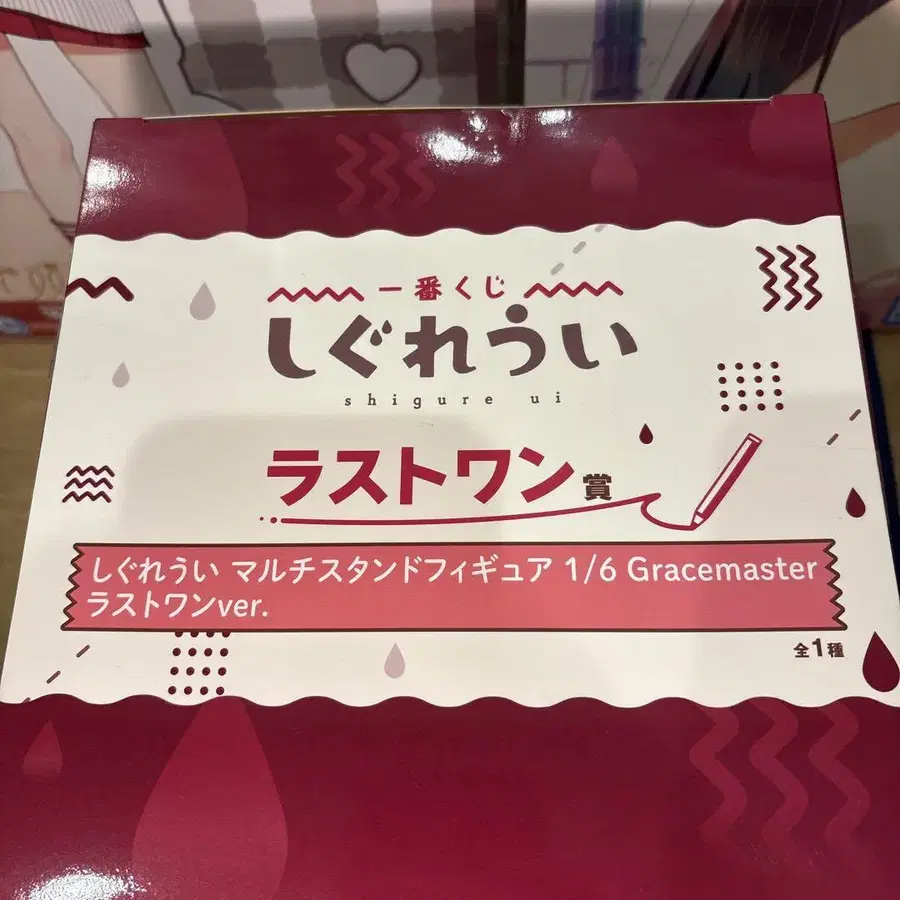 一番くじ
しぐれうい
shigure ui
ラストワン賞
しぐれうい マルチスタンドフィギュア 1/6 Gracemaster
ラストワンver.
全1種